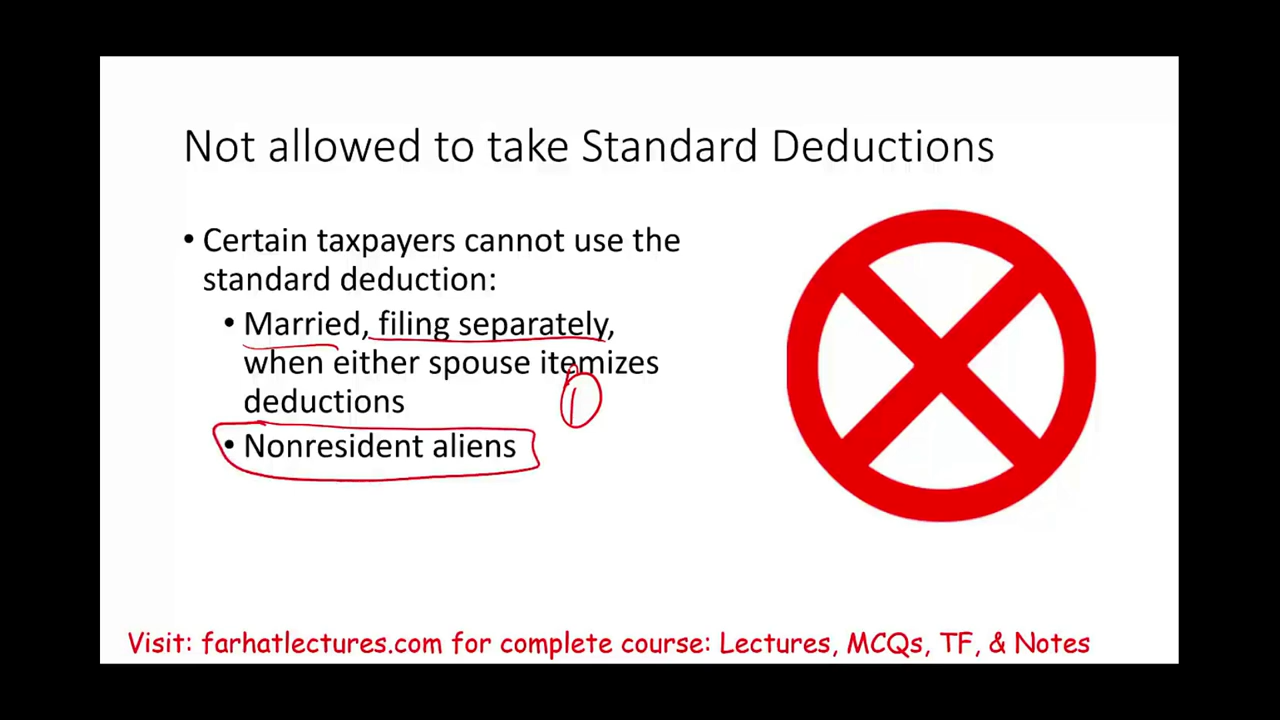 Not allowed to take Standard Deductions
• Certain taxpayers cannot use the
standard deduction:
• Married, filing separately,
when either spouse itemizes
deductions
• Nonresident aliens
Visit: farhatlectures.com for complete course: Lectures, MCQs, TF, & Notes